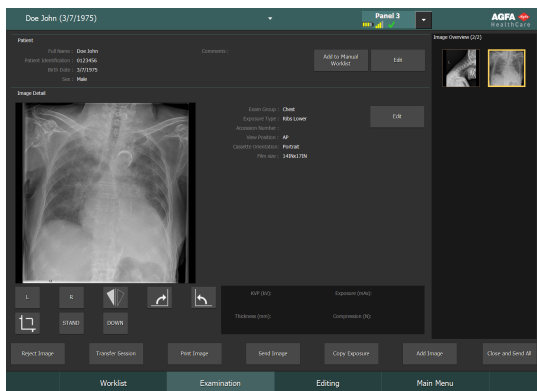 Doe John (3/7/1975)
Panel 3
AGFA
HealthCare
Patient
Full Name : Doe John
Patient Identification : 0123456
Birth Date : 3/7/1975
Sex : Male
Comments :
Add to Manual
Worklist
Edit
Image Overview (2/2)
Image Detail
Exam Group : Chest
Exposure Type : Ribs Lower
Accession Number :
View Position : AP
Cassette Orientation: Portrait
Film size : 14INx17IN
Edit
L
R
STAND
DOWN
KVP (kV):
Exposure (mAs):
Thickness (mm):
Compression (N):
Reject Image
Transfer Session
Print Image
Send Image
Copy Exposure
Add Image
Close and Send All
Worklist
Examination
Editing
Main Menu